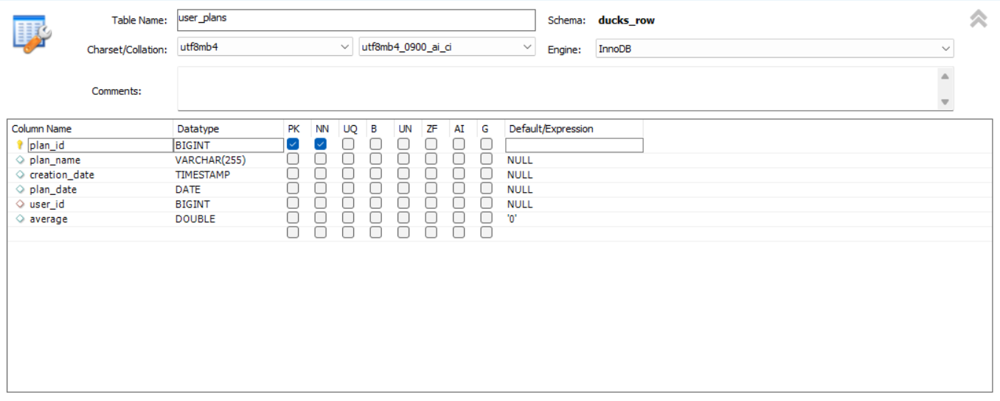 Table Name: user_plans Schema: ducks_row
Charset/Collation: utf8mb4 utf8mb4_0900_ai_ci Engine: InnoDB
Comments:
Column Name Datatype PK NN UQ B UN ZF AI G Default/Expression
plan_id BIGINT
plan_name VARCHAR(255) NULL
creation_date TIMESTAMP NULL
plan_date DATE NULL
user_id BIGINT NULL
average DOUBLE '0'